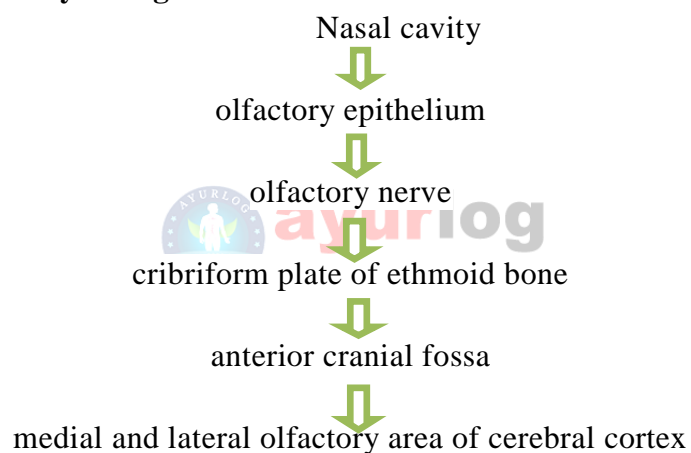 Nasal cavity
olfactory epithelium
olfactory nerve
AYURLOG
ayurlog
cribriform plate of ethmoid bone
anterior cranial fossa
medial and lateral olfactory area of cerebral cortex